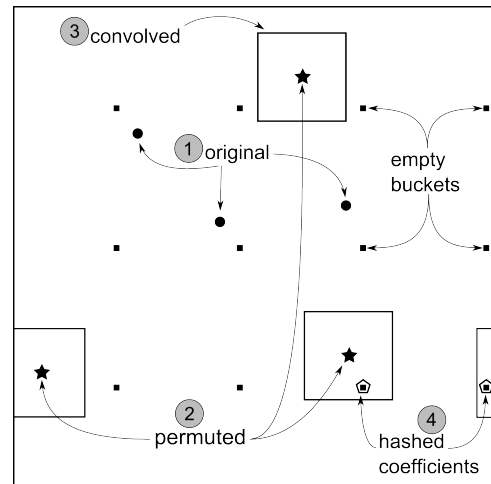 3 convolved
1 original
empty
buckets
2
permuted
4
hashed
coefficients